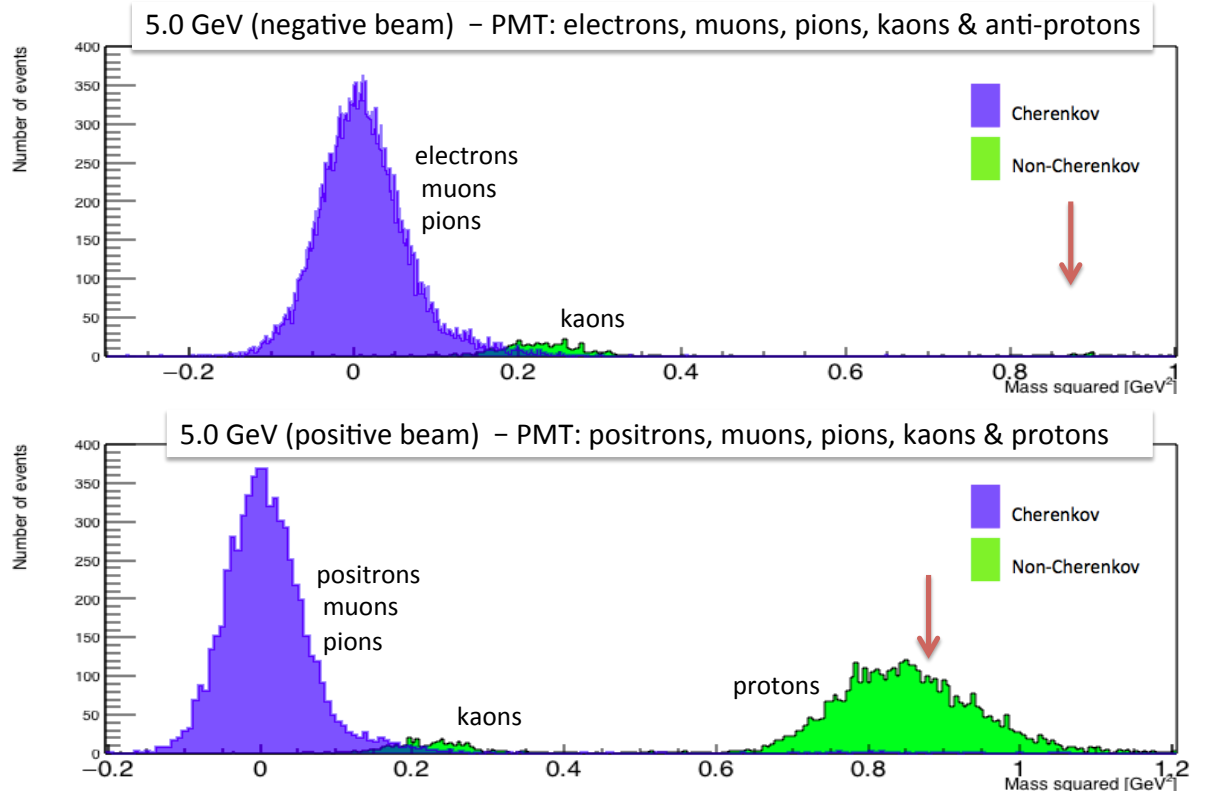 5.0 GeV (negative beam) – PMT: electrons, muons, pions, kaons & anti-protons
Number of events
400
350
300
250
200
150
100
50
0
electrons
muons
pions
kaons
Cherenkov
Non-Cherenkov
−0.2
0
0.2
0.4
0.6
0.8
1
Mass squared [GeV²]
5.0 GeV (positive beam) – PMT: positrons, muons, pions, kaons & protons
Number of events
400
350
300
250
200
150
100
50
0
positrons
muons
pions
kaons
protons
Cherenkov
Non-Cherenkov
−0.2
0
0.2
0.4
0.6
0.8
1
1.2
Mass squared [GeV²]